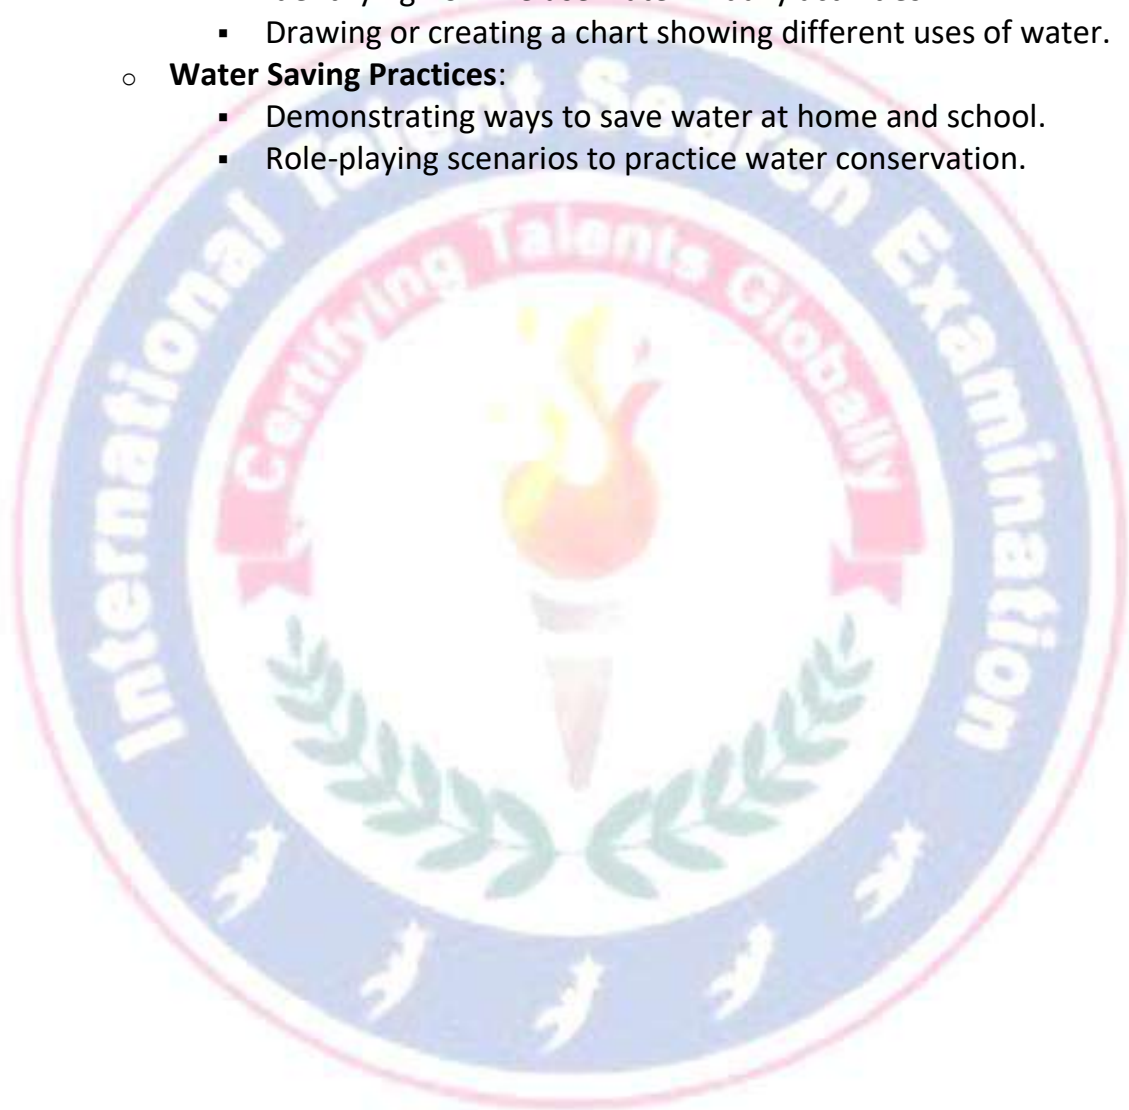 ▪ Drawing or creating a chart showing different uses of water.
o Water Saving Practices:
▪ Demonstrating ways to save water at home and school.
▪ Role-playing scenarios to practice water conservation.
International Talent Search Examination
Certifying Talents Globally